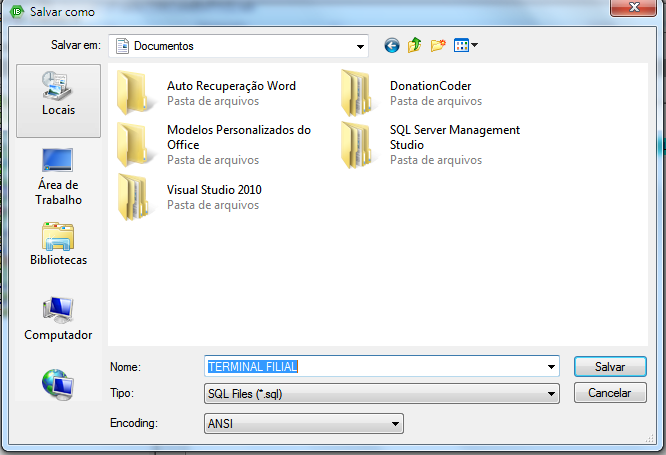 Salvar como
Salvar em:
Documentos
Locais
Área de
Trabalho
Bibliotecas
Computador
Auto Recuperação Word
Pasta de arquivos
DonationCoder
Pasta de arquivos
Modelos Personalizados do
Office
Pasta de arquivos
SQL Server Management
Studio
Pasta de arquivos
Visual Studio 2010
Pasta de arquivos
Nome:
TERMINAL FILIAL
Salvar
Tipo:
SQL Files (*.sql)
Cancelar
Encoding:
ANSI